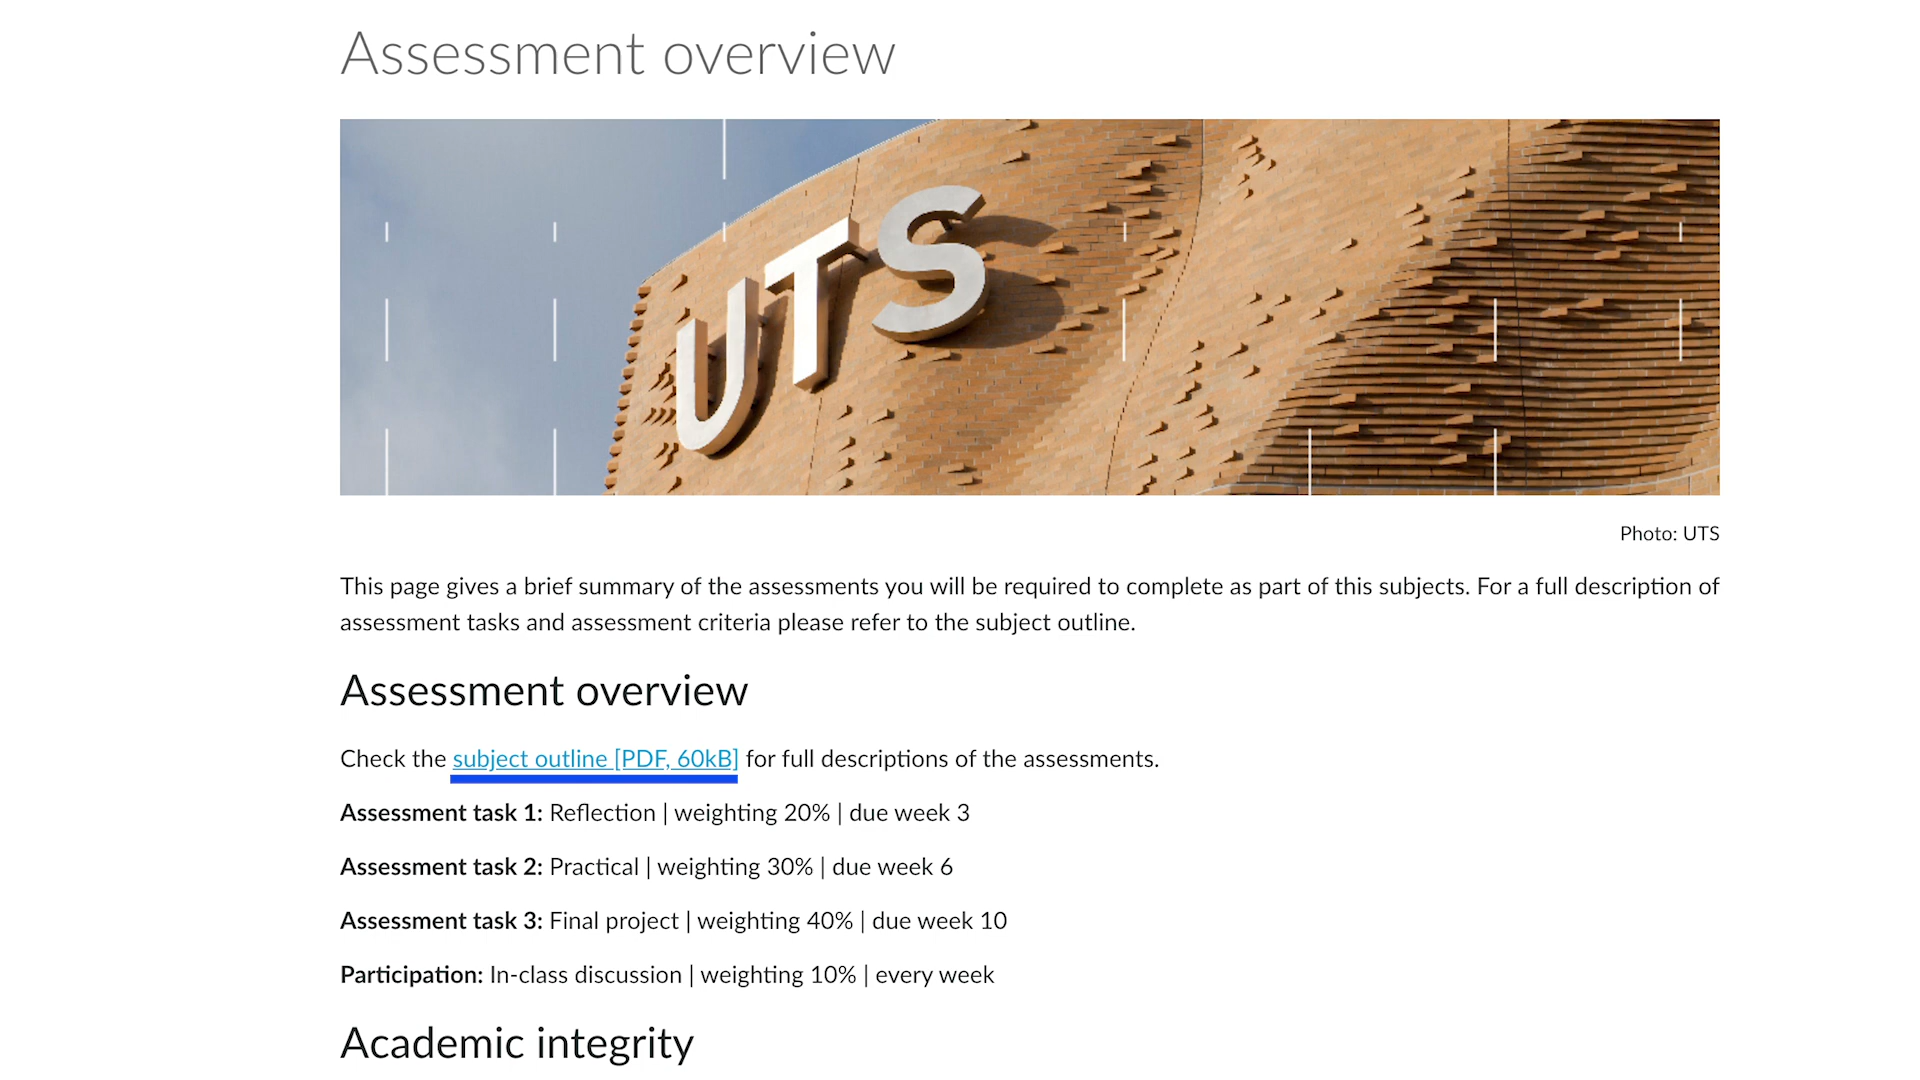 Assessment overview
UTS
Photo: UTS
This page gives a brief summary of the assessments you will be required to complete as part of this subjects. For a full description of
assessment tasks and assessment criteria please refer to the subject outline.
Assessment overview
Check the subject outline [PDF, 60kB] for full descriptions of the assessments.
Assessment task 1: Reflection | weighting 20% | due week 3
Assessment task 2: Practical | weighting 30% | due week 6
Assessment task 3: Final project | weighting 40% | due week 10
Participation: In-class discussion | weighting 10% | every week
Academic integrity